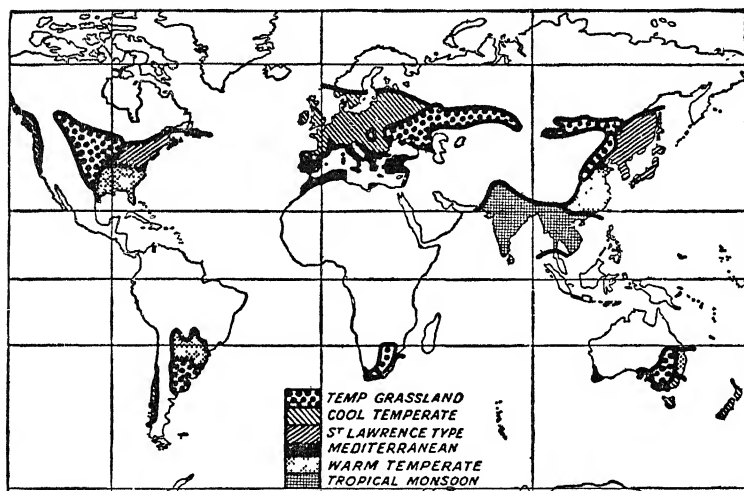 TEMP GRASSLAND
COOL TEMPERATE
ST LAWRENCE TYPE
MEDITERRANEAN
WARM TEMPERATE
TROPICAL MONSOON